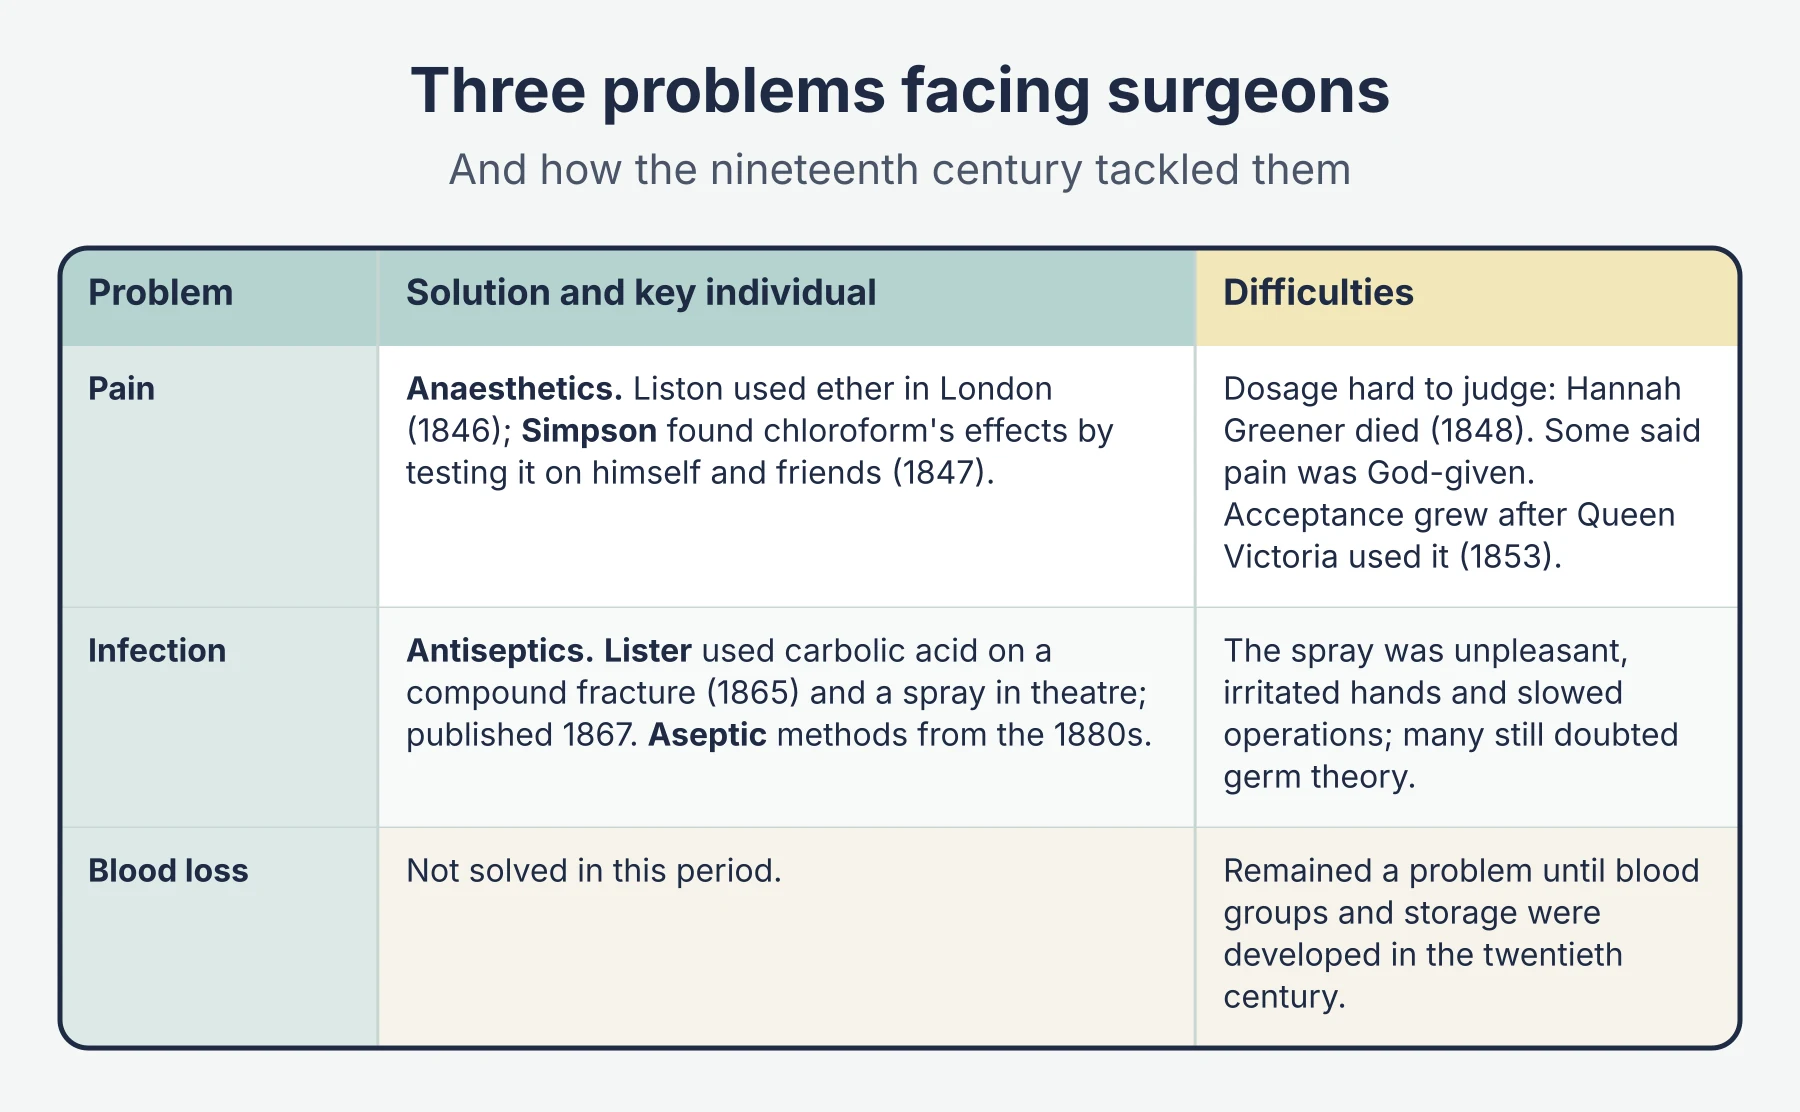 Three problems facing surgeons
And how the nineteenth century tackled them
Problem
Solution and key individual
Difficulties
Pain
Anaesthetics. Liston used ether in London
(1846); Simpson found chloroform's effects by
testing it on himself and friends (1847).
Dosage hard to judge: Hannah
Greener died (1848). Some said
pain was God-given.
Acceptance grew after Queen
Victoria used it (1853).
Infection
Antiseptics. Lister used carbolic acid on a
compound fracture (1865) and a spray in theatre;
published 1867. Aseptic methods from the 1880s.
The spray was unpleasant,
irritated hands and slowed
operations; many still doubted
germ theory.
Blood loss
Not solved in this period.
Remained a problem until blood
groups and storage were
developed in the twentieth
century.